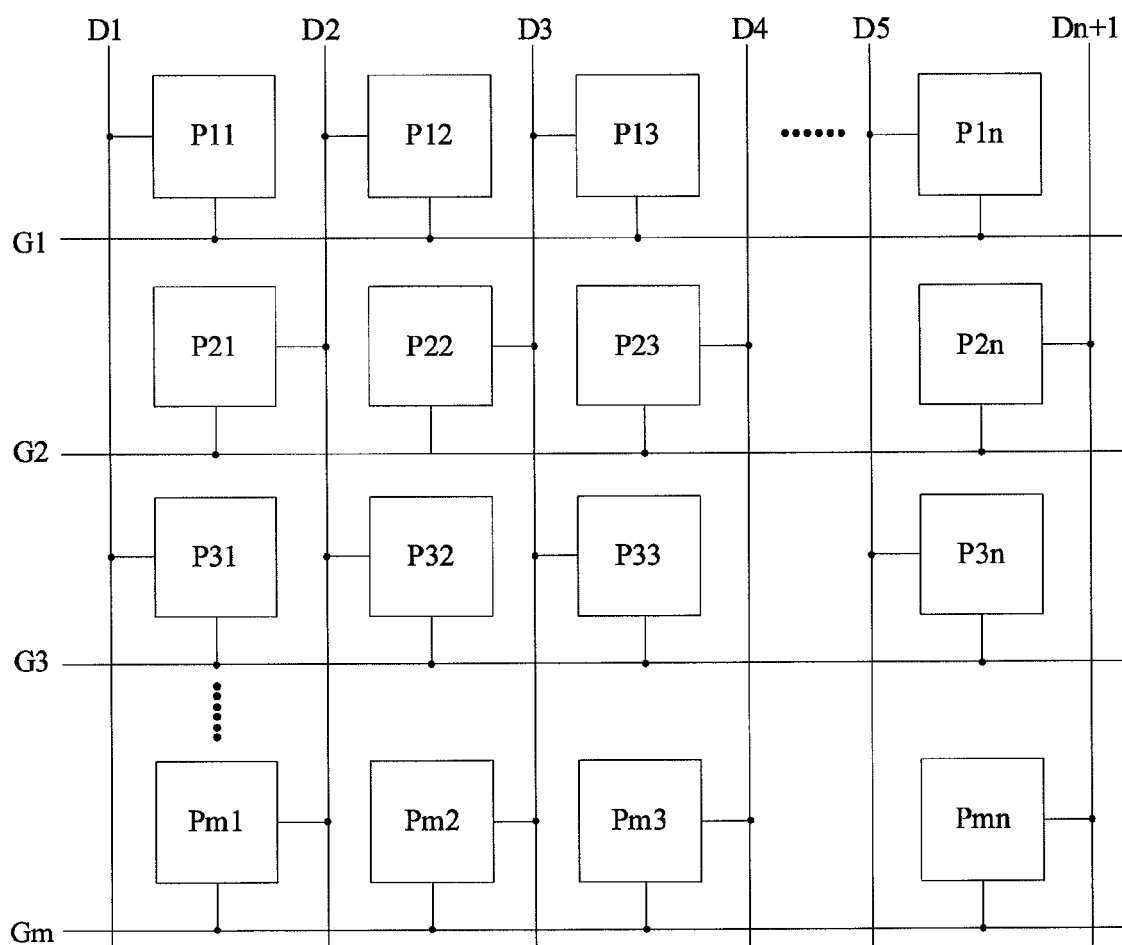 D1 D2 D3 D4 D5 Dn+1
P11 P12 P13 P1n
G1
P21 P22 P23 P2n
G2
P31 P32 P33 P3n
G3
Pm1 Pm2 Pm3 Pmn
Gm